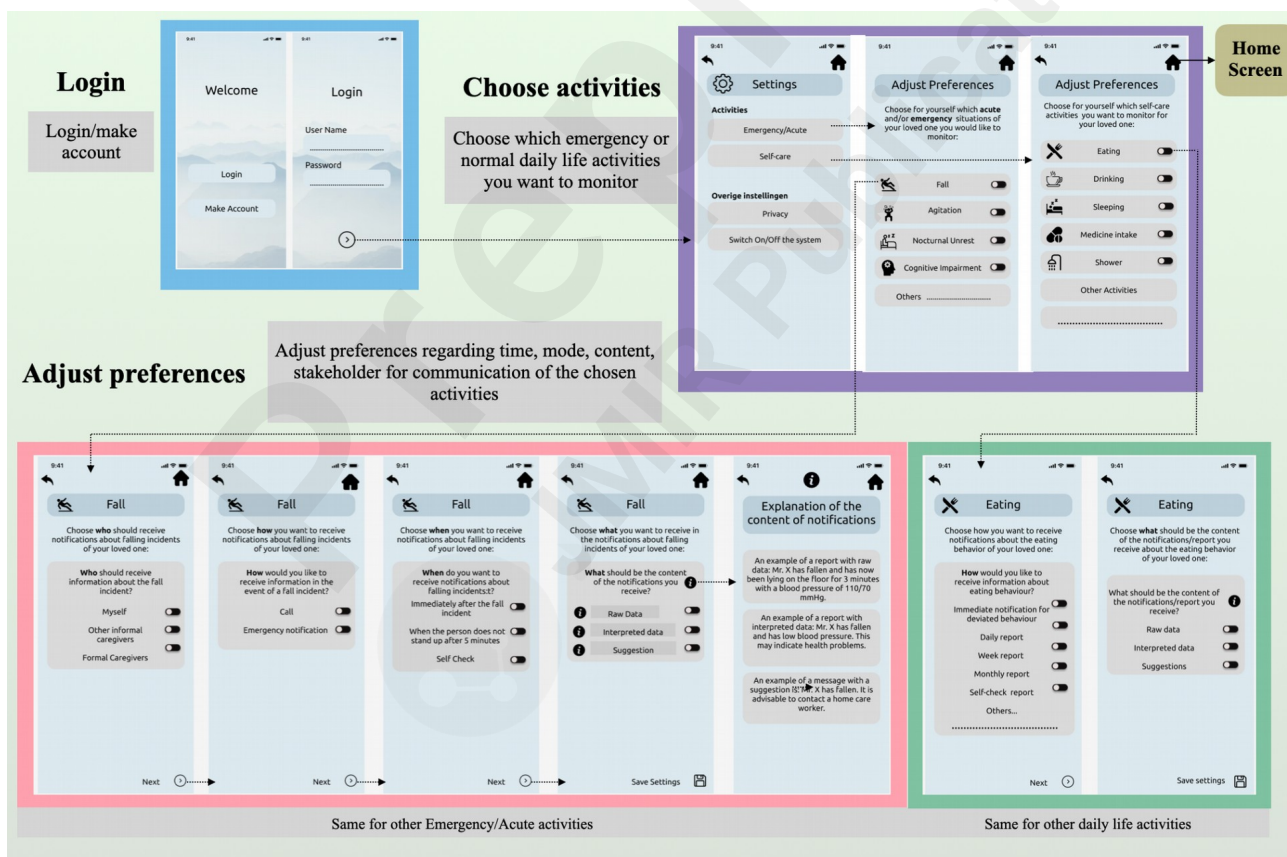 Login
Login/make
account
9:41
Welcome
Login
Make Account
9:41
Login
User Name
Password
Choose activities
Choose which emergency or
normal daily life activities
you want to monitor
9:41
Settings
Activities
Emergency/Acute
Self-care
Overige instellingen
Privacy
Switch On/Off the system
9:41
Adjust Preferences
Choose for yourself which acute
and/or emergency situations of
your loved one you would like to
monitor:
Fall
Agitation
Nocturnal Unrest
Cognitive Impairment
Others ..............................
9:41
Adjust Preferences
Choose for yourself which self-care
activities you want to monitor for
your loved one:
Eating
Drinking
Sleeping
Medicine intake
Shower
Other Activities
....................................
Home
Screen
Adjust preferences
Adjust preferences regarding time, mode, content,
stakeholder for communication of the chosen
activities
9:41
Fall
Choose who should receive
notifications about falling incidents
of your loved one:
Who should receive
information about the fall
incident?
Myself
Other informal
caregivers
Formal Caregivers
Next
9:41
Fall
Choose how you want to receive
notifications about falling incidents
of your loved one:
How would you like to
receive information in the
event of a fall incident?
Call
Emergency notification
Next
9:41
Fall
Choose when you want to receive
notifications about falling incidents
of your loved one:
When do you want to
receive notifications about
falling incidents:t?
Immediately after the fall
incident
When the person does not
stand up after 5 minutes
Self Check
Next
9:41
Fall
Choose what you want to receive in
the notifications about falling
incidents of your loved one:
What should be the content
of the notifications you
receive?
Raw Data
Interpreted data
Suggestion
Save Settings
Explanation of the
content of notifications
An example of a report with raw
data: Mr. X has fallen and has now
been lying on the floor for 3 minutes
with a blood pressure of 110/70
mmHg.
An example of a report with
interpreted data: Mr. X has fallen
and has low blood pressure. This
may indicate health problems.
An example of a message with a
suggestion is: Mr. X has fallen. It is
advisable to contact a home care
worker.
9:41
Eating
Choose how you want to receive
notifications about the eating
behavior of your loved one:
How would you like to
receive information about
eating behaviour?
Immediate notification for
deviated behaviour
Daily report
Week report
Monthly report
Self-check report
Others...
....................................
Next
9:41
Eating
Choose what should be the content
of the notifications/report you
receive about the eating behavior
of your loved one:
What should be the content of
the notifications/report you
receive?
Raw data
Interpreted data
Suggestions
Save settings
Same for other Emergency/Acute activities
Same for other daily life activities